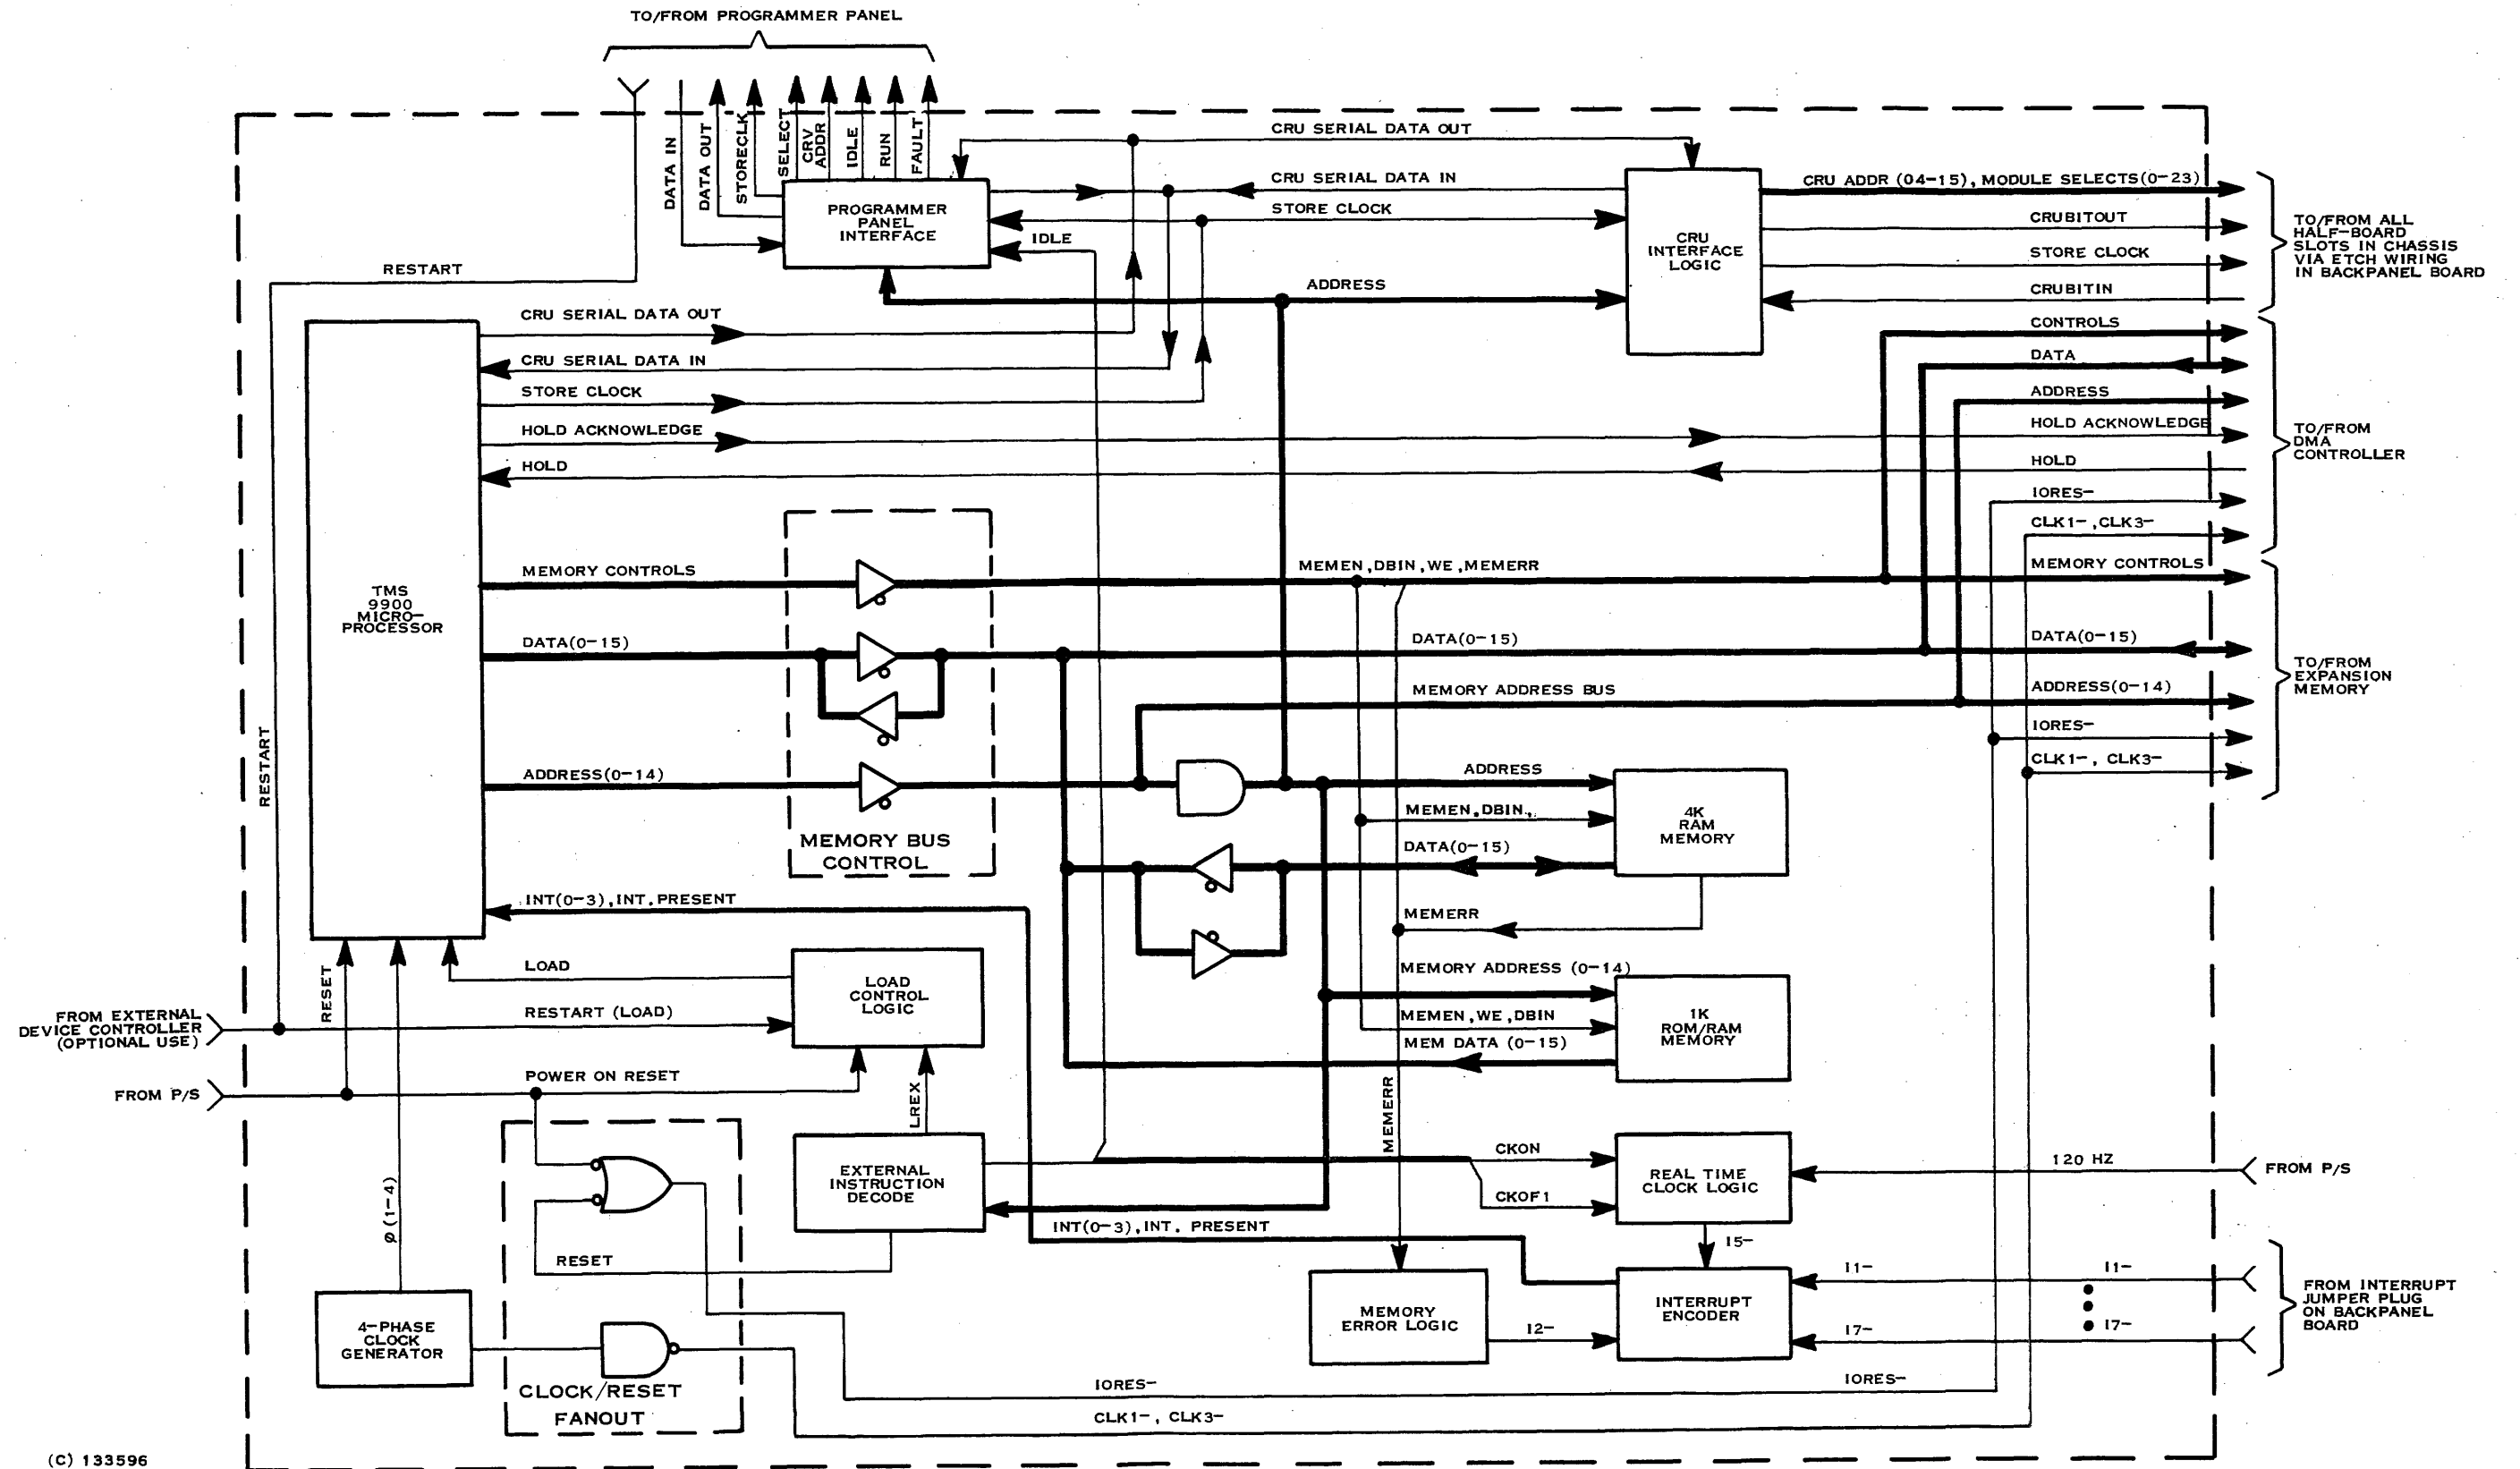 TO/FROM PROGRAMMER PANEL
DATA IN
DATA OUT
STORECLK
SELECT
CRV
ADDR
IDLE
RUN
FAULT
CRU SERIAL DATA OUT
PROGRAMMER
PANEL
INTERFACE
CRU SERIAL DATA IN
STORE CLOCK
IDLE
ADDRESS
CRU
INTERFACE
LOGIC
CRU ADDR (04-15), MODULE SELECTS(0-23)
CRUBITOUT
STORE CLOCK
CRUBITIN
TO/FROM ALL
HALF-BOARD
SLOTS IN CHASSIS
VIA ETCH WIRING
IN BACKPANEL BOARD
RESTART
CRU SERIAL DATA OUT
CRU SERIAL DATA IN
STORE CLOCK
HOLD ACKNOWLEDGE
HOLD
CONTROLS
DATA
ADDRESS
HOLD ACKNOWLEDGE
HOLD
IORES-
CLK1-,CLK3-
TO/FROM
DMA
CONTROLLER
TMS
9900
MICRO-
PROCESSOR
MEMORY CONTROLS
MEMEN,DBIN,WE,MEMERR
MEMORY CONTROLS
DATA(0-15)
DATA(0-15)
DATA(0-15)
MEMORY ADDRESS BUS
ADDRESS(0-14)
IORES-
CLK1-, CLK3-
TO/FROM
EXPANSION
MEMORY
RESTART
ADDRESS(0-14)
MEMORY BUS
CONTROL
ADDRESS
MEMEN,DBIN,
DATA(0-15)
4K
RAM
MEMORY
MEMERR
INT(0-3),INT.PRESENT
RESET
LOAD
LOAD
CONTROL
LOGIC
RESTART (LOAD)
FROM EXTERNAL
DEVICE CONTROLLER
(OPTIONAL USE)
MEMORY ADDRESS (0-14)
MEMEN,WE,DBIN
MEM DATA (0-15)
1K
ROM/RAM
MEMORY
POWER ON RESET
FROM P/S
LREX
MEMERR
EXTERNAL
INSTRUCTION
DECODE
CKON
CKOF1
REAL TIME
CLOCK LOGIC
120 HZ
FROM P/S
Ø(1-4)
INT(0-3),INT. PRESENT
RESET
I5-
4-PHASE
CLOCK
GENERATOR
MEMORY
ERROR LOGIC
I2-
INTERRUPT
ENCODER
I1-
I1-
I7-
I7-
FROM INTERRUPT
JUMPER PLUG
ON BACKPANEL
BOARD
CLOCK/RESET
FANOUT
IORES-
IORES-
CLK1-, CLK3-
(C) 133596